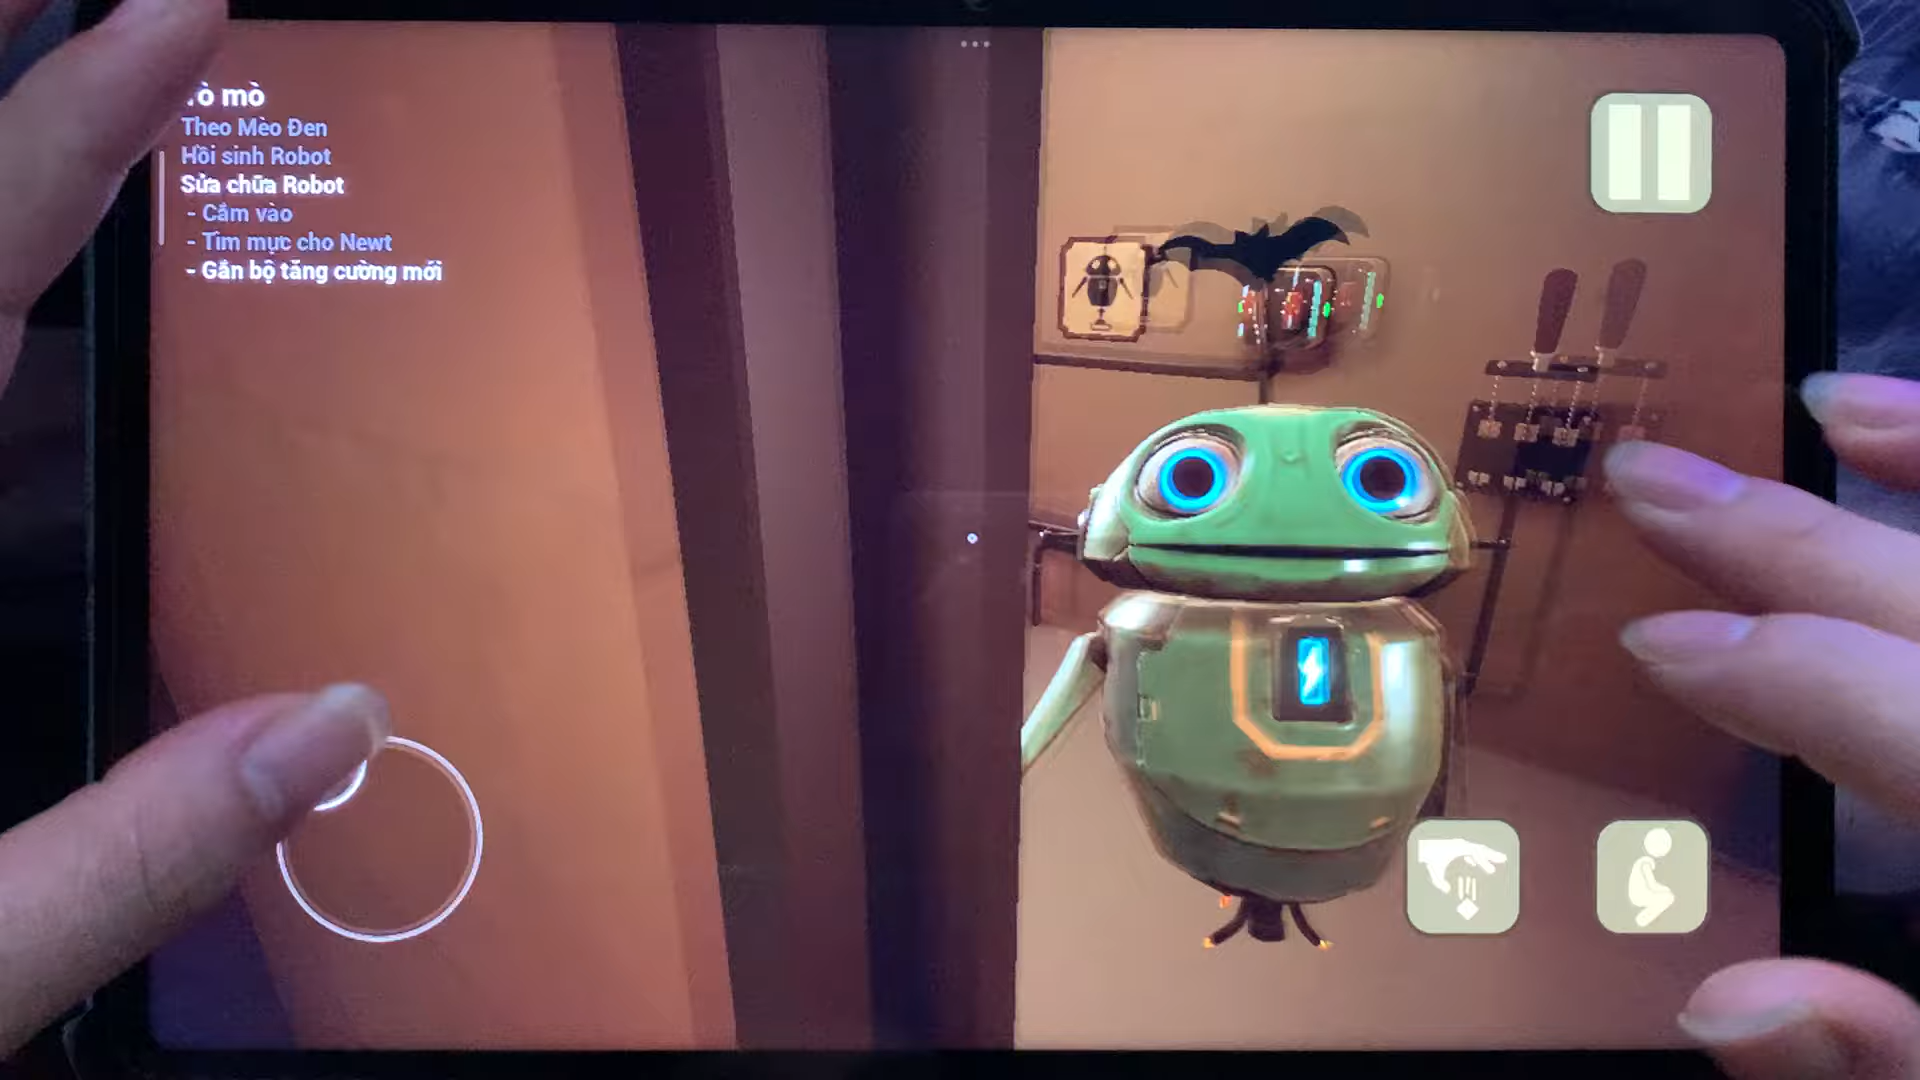 ò mò
Theo Mèo Đen
Hồi sinh Robot
Sửa chữa Robot
- Cắm vào
- Tìm mực cho Newt
- Gắn bộ tăng cường mới